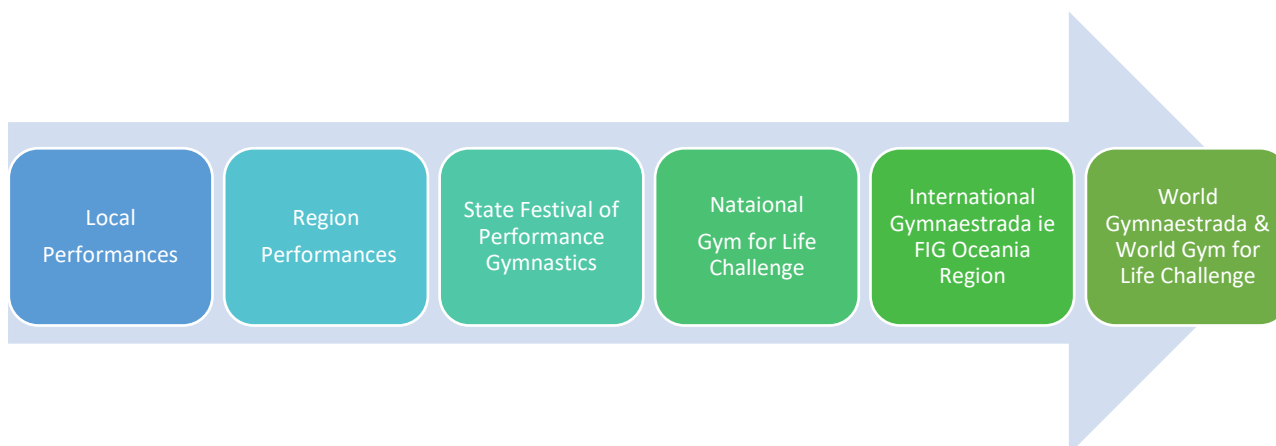 Local
Performances
Region
Performances
State Festival of
Performance
Gymnastics
Nataional
Gym for Life
Challenge
International
Gymnaestrada ie
FIG Oceania
Region
World
Gymnaestrada &
World Gym for
Life Challenge